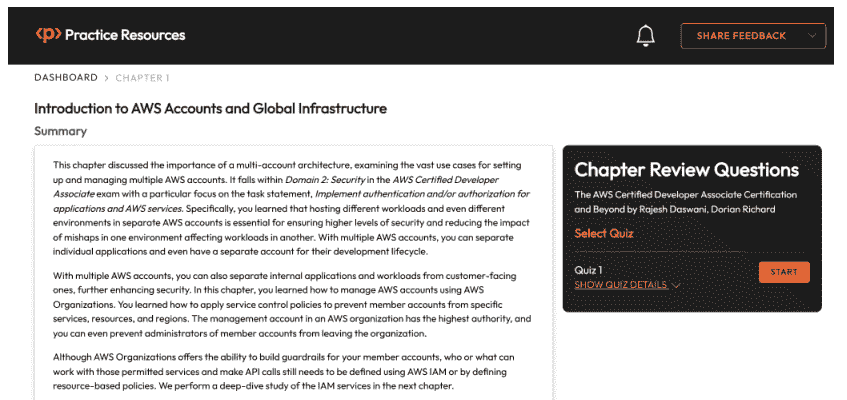 <p> Practice Resources
SHARE FEEDBACK
DASHBOARD > CHAPTER 1
Introduction to AWS Accounts and Global Infrastructure
Summary
This chapter discussed the importance of a multi-account architecture, examining the vast use cases for setting
up and managing multiple AWS accounts. It falls within Domain 2: Security in the AWS Certified Developer
Associate exam with a particular focus on the task statement, Implement authentication and/or authorization for
applications and AWS services. Specifically, you learned that hosting different workloads and even different
environments in separate AWS accounts is essential for ensuring higher levels of security and reducing the impact
of mishaps in one environment affecting workloads in another. With multiple AWS accounts, you can separate
individual applications and even have a separate account for their development lifecycle.
With multiple AWS accounts, you can also separate internal applications and workloads from customer-facing
ones, further enhancing security. In this chapter, you learned how to manage AWS accounts using AWS
Organizations. You learned how to apply service control policies to prevent member accounts from specific
services, resources, and regions. The management account in an AWS organization has the highest authority, and
you can even prevent administrators of member accounts from leaving the organization.
Although AWS Organizations offers the ability to build guardrails for your member accounts, who or what can
work with those permitted services and make API calls still needs to be defined using AWS IAM or by defining
resource-based policies. We perform a deep-dive study of the IAM services in the next chapter.
Chapter Review Questions
The AWS Certified Developer Associate Certification
and Beyond by Rajesh Daswani, Dorian Richard
Select Quiz
Quiz 1
SHOW QUIZ DETAILS
START